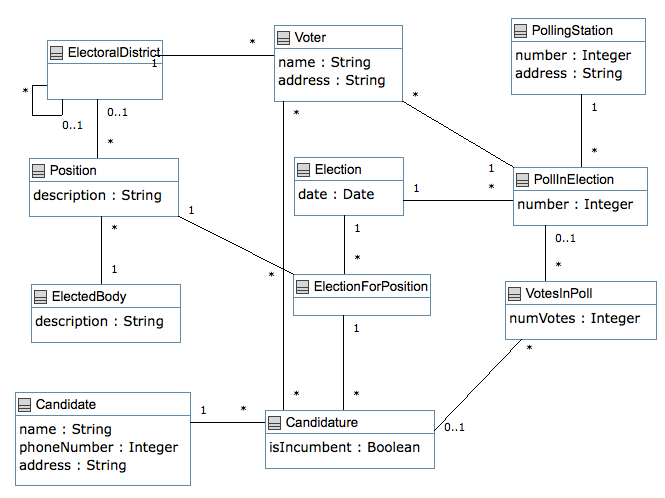 ElectoralDistrict
1
*
*
0..1
0..1
*
Voter
name : String
address : String
*
*
PollingStation
number : Integer
address : String
1
*
Position
description : String
1
*
Election
date : Date
1
*
1
1
*
PollInElection
number : Integer
0..1
*
ElectedBody
description : String
1
*
ElectionForPosition
1
*
*
VotesInPoll
numVotes : Integer
*
0..1
Candidate
name : String
phoneNumber : Integer
address : String
1
*
Candidature
isIncumbent : Boolean